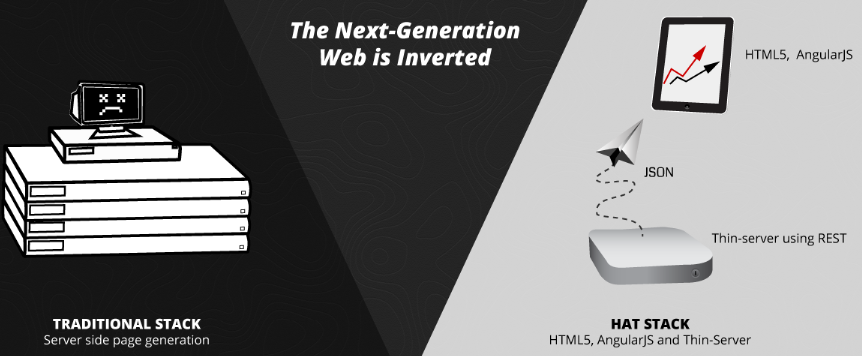 The Next-Generation
Web is Inverted
HTML5, AngularJS
JSON
Thin-server using REST
TRADITIONAL STACK
Server side page generation
HAT STACK
HTML5, AngularJS and Thin-Server